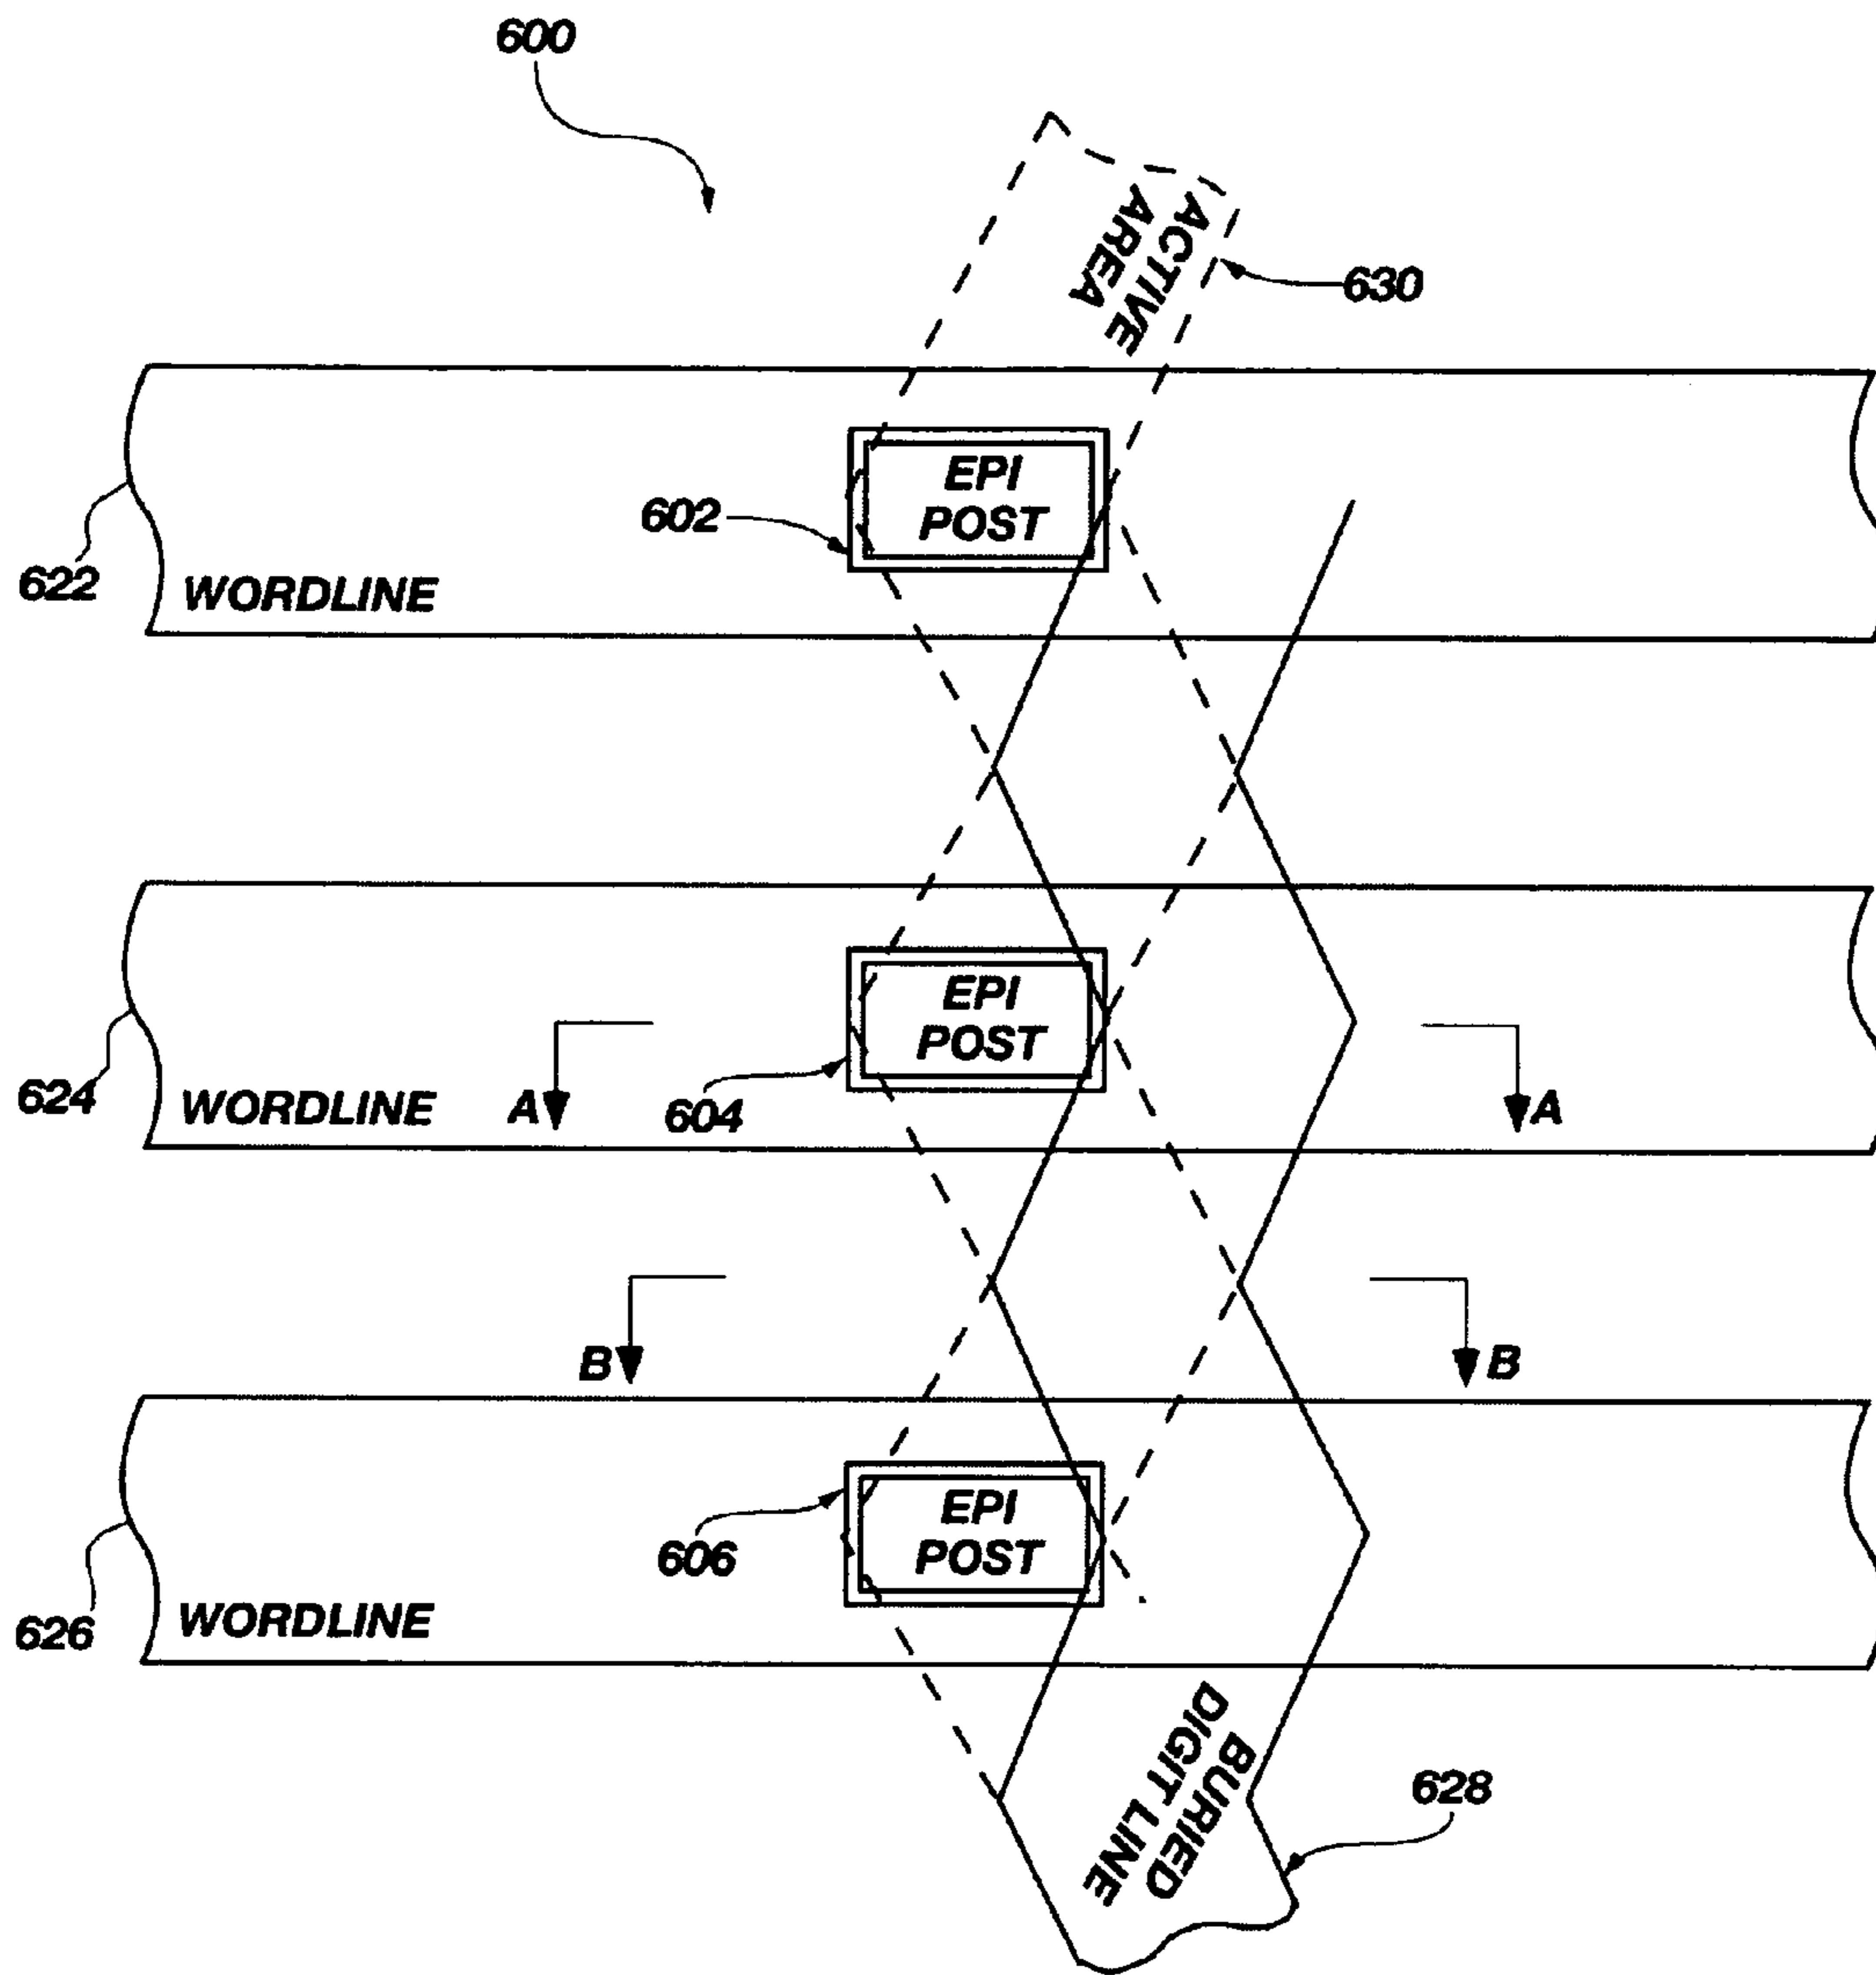 600
ACTIVE
AREA
630
EPI
POST
602
622
WORDLINE
EPI
POST
624
WORDLINE
A
604
A
B
B
EPI
POST
606
626
WORDLINE
BURIED
DIGIT LINE
628